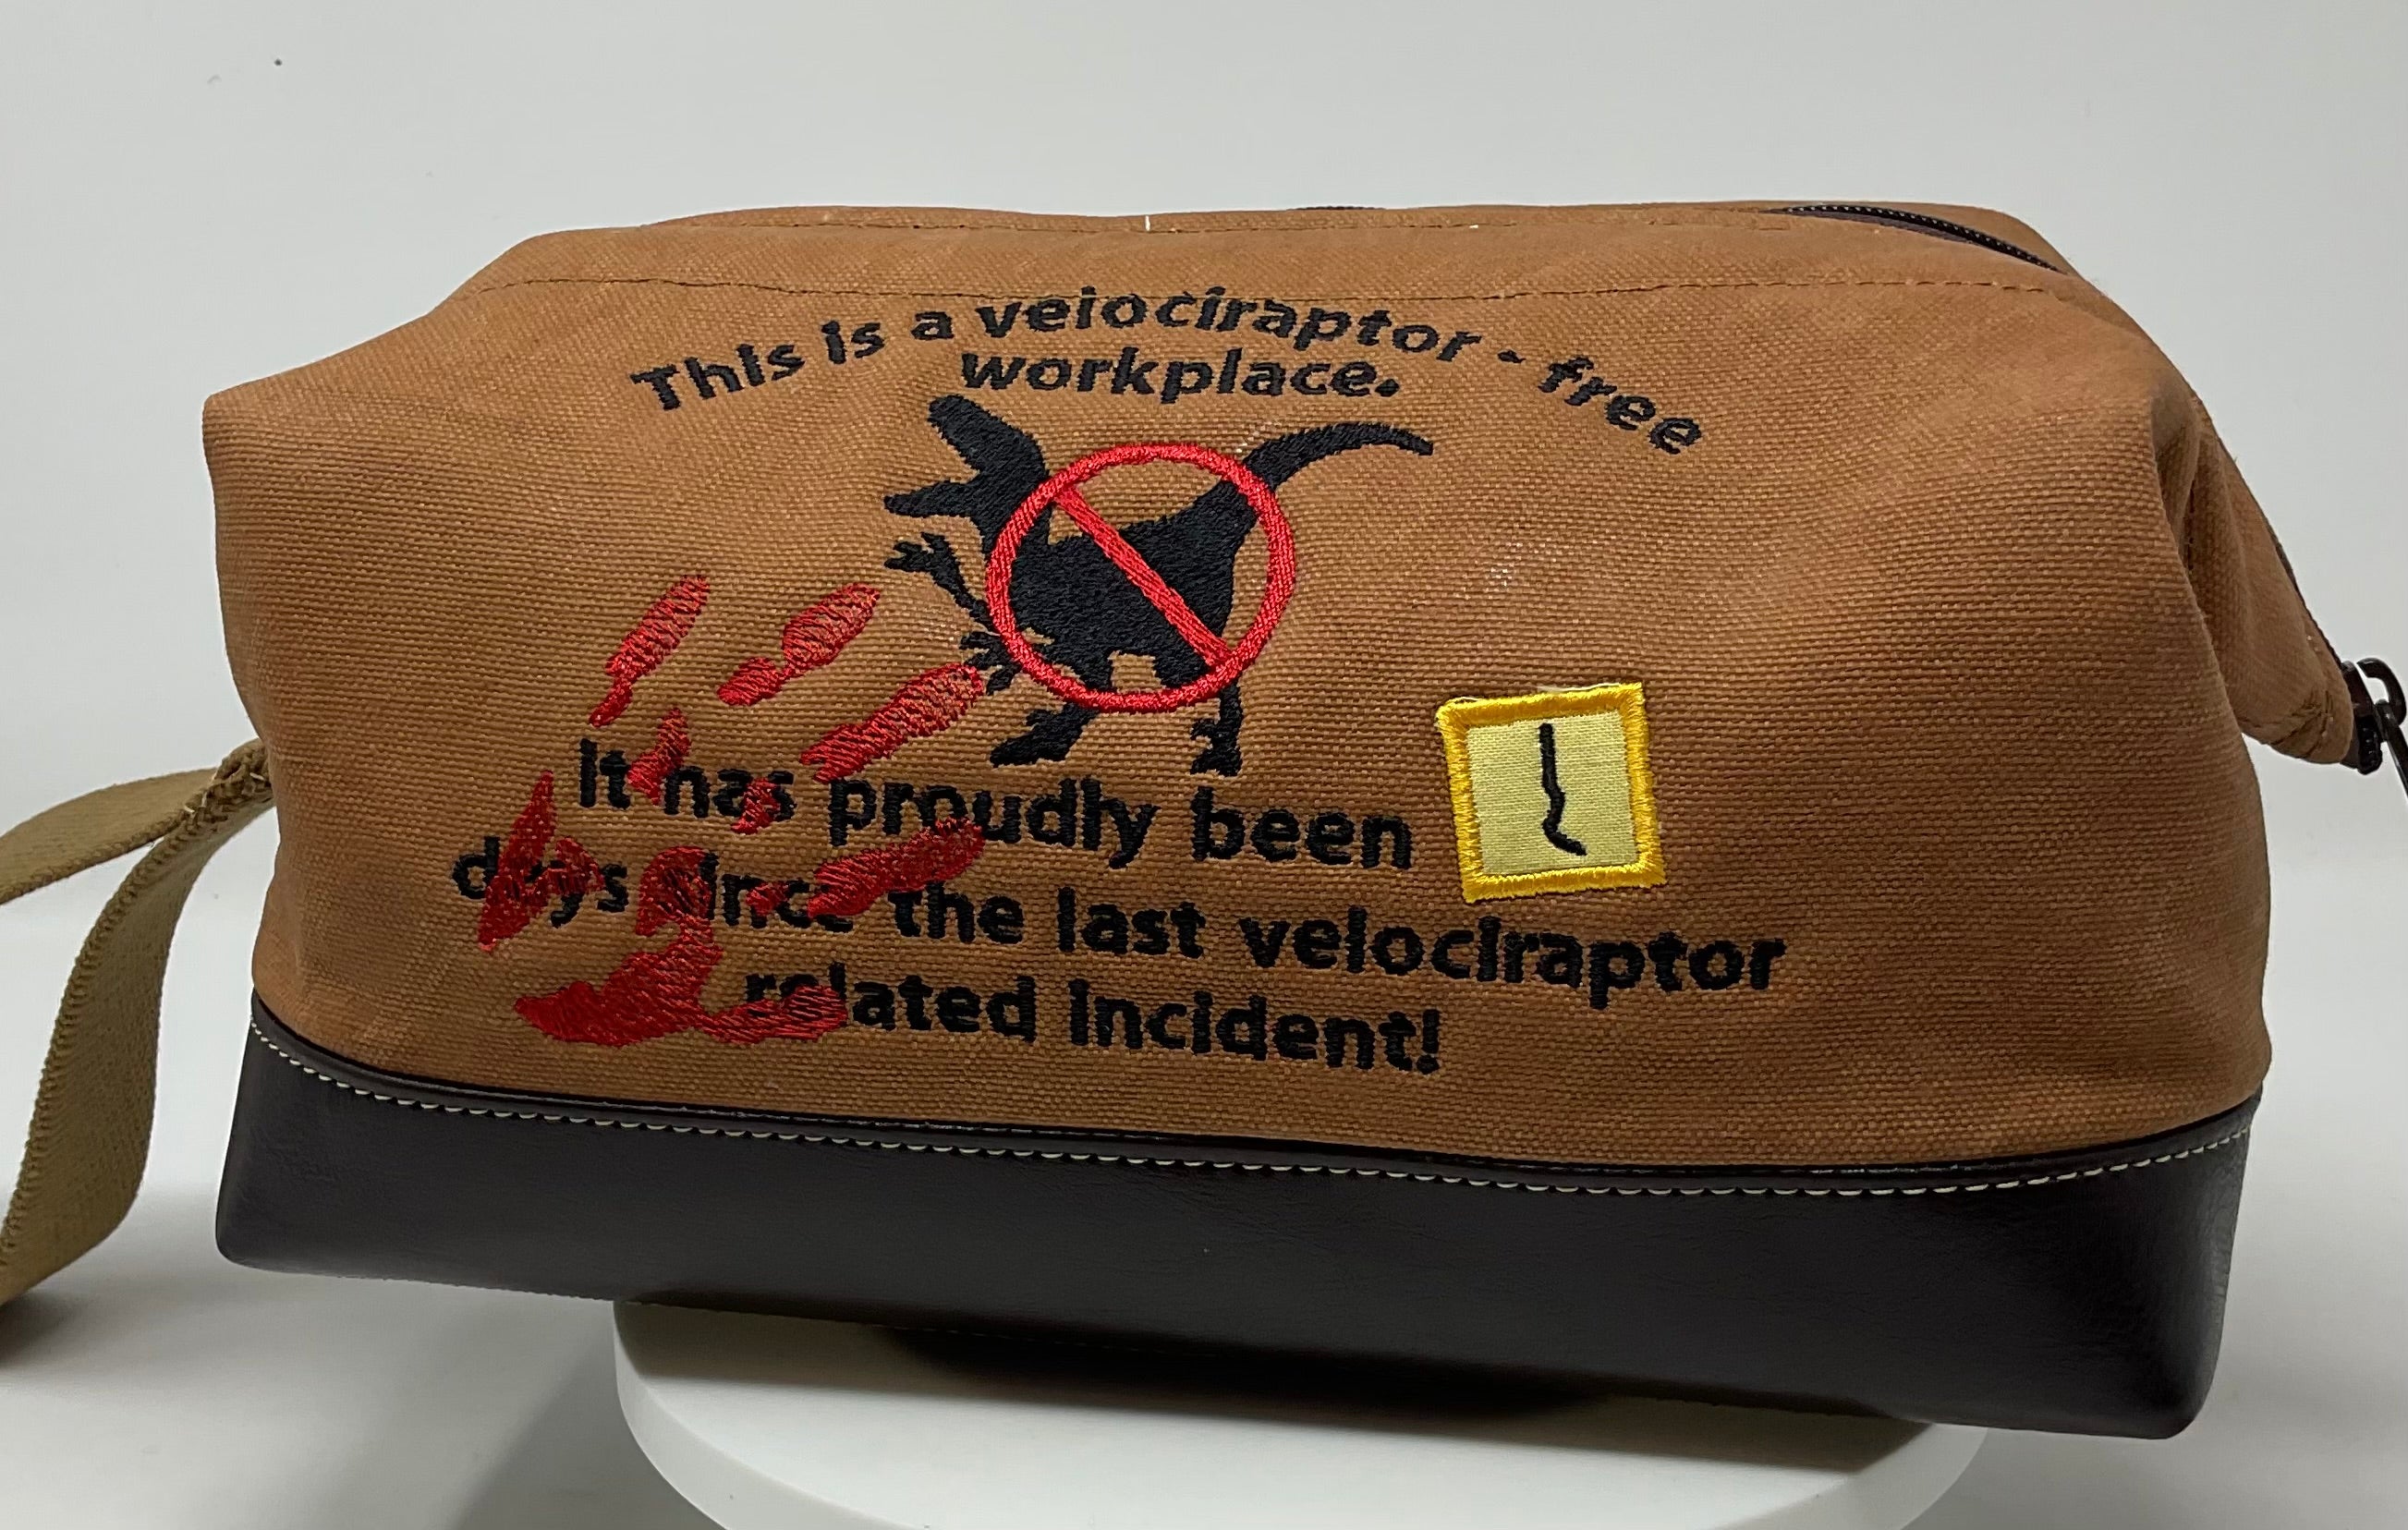 This is a velociraptor - free
workplace.
It has proudly been
days since the last velociraptor
related incident!